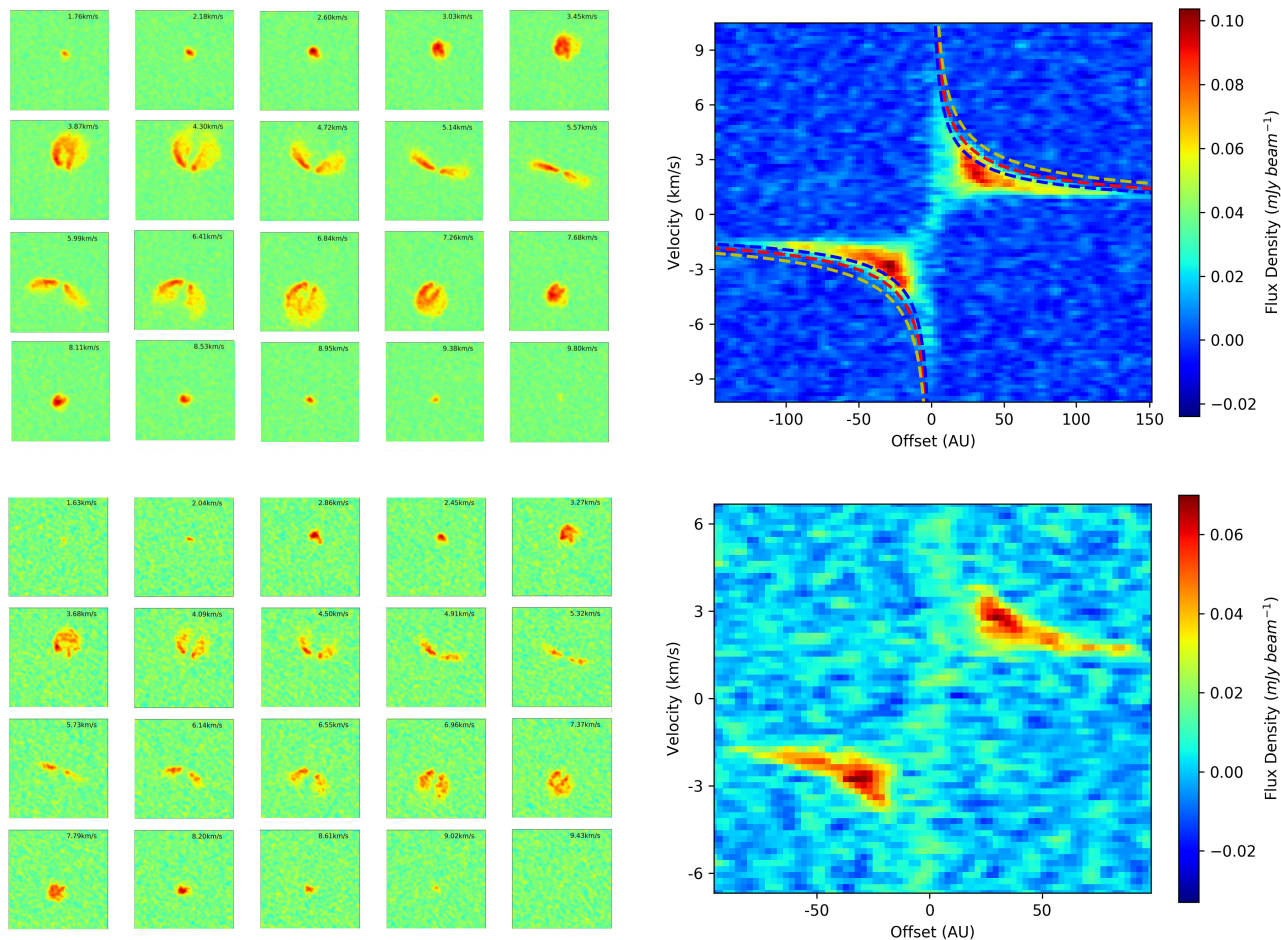 1.76km/s
2.18km/s
2.60km/s
3.03km/s
3.45km/s
3.87km/s
4.30km/s
4.72km/s
5.14km/s
5.57km/s
5.99km/s
6.41km/s
6.84km/s
7.26km/s
7.68km/s
8.11km/s
8.53km/s
8.95km/s
9.38km/s
9.80km/s
Velocity (km/s)
9
6
3
0
-3
-6
-9
-100
-50
0
50
100
150
Offset (AU)
0.10
0.08
0.06
0.04
0.02
0.00
−0.02
Flux Density (mJy beam⁻¹)
1.63km/s
2.04km/s
2.86km/s
2.45km/s
3.27km/s
3.68km/s
4.09km/s
4.50km/s
4.91km/s
5.32km/s
5.73km/s
6.14km/s
6.55km/s
6.96km/s
7.37km/s
7.79km/s
8.20km/s
8.61km/s
9.02km/s
9.43km/s
Velocity (km/s)
6
3
0
-3
-6
-50
0
50
Offset (AU)
0.06
0.04
0.02
0.00
−0.02
Flux Density (mJy beam⁻¹)